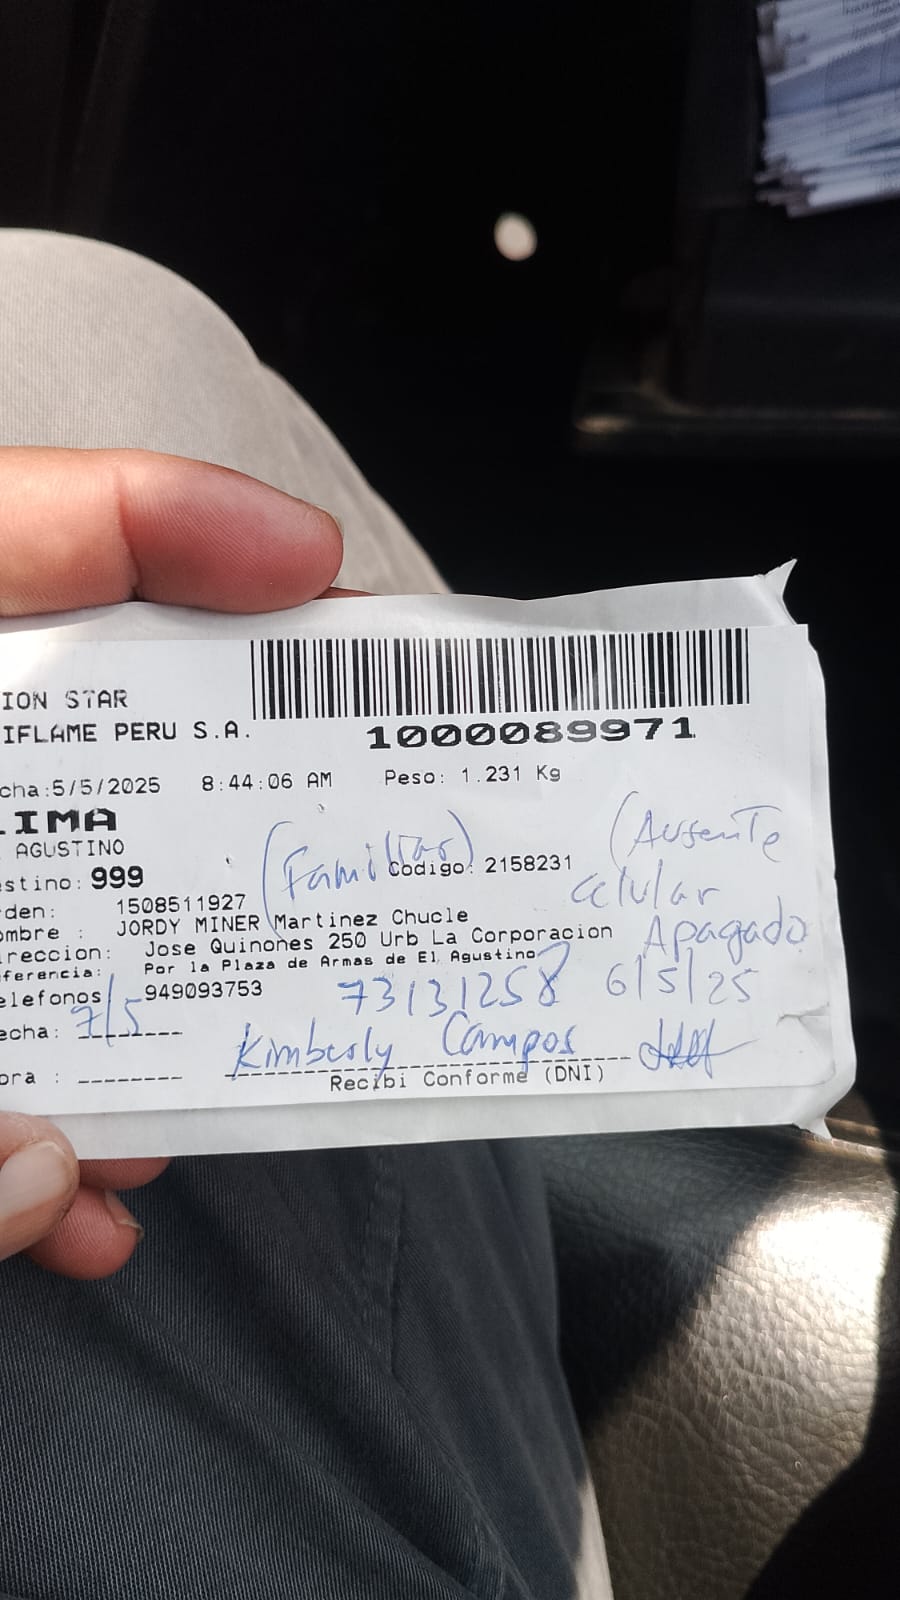 ION STAR
IFLAME PERU S.A.
1000089971
cha:5/5/2025 8:44:06 AM Peso: 1.231 Kg
LIMA
AGUSTINO
(Familiar)
(Ausente
stino: 999
Codigo: 2158231
celular
den: 1508511927
Apagado
ombre : JORDY MINER Martinez Chucle
reccion: Jose Quinones 250 Urb La Corporacion
ferencia: Por la Plaza de Armas de El Agustino
elefonos 949093753
73131258
6/5/25
echa: 7/5
Kimberly Campos
ora : --------
Recibi Conforme (DNI)